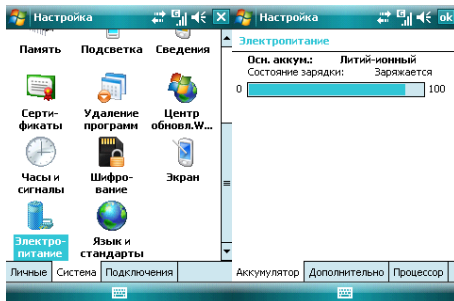 Настройка
Память Подсветка Сведения
Серти-
фикаты
Удаление
программ
Центр
обновл.W...
Часы и
сигналы
Шифро-
вание
Экран
Электро-
питание
Язык и
стандарты
Личные Система Подключения
Настройка ok
Электропитание
Осн. аккум.: Литий-ионный
Состояние зарядки: Заряжается
0 100
Аккумулятор Дополнительно Процессор